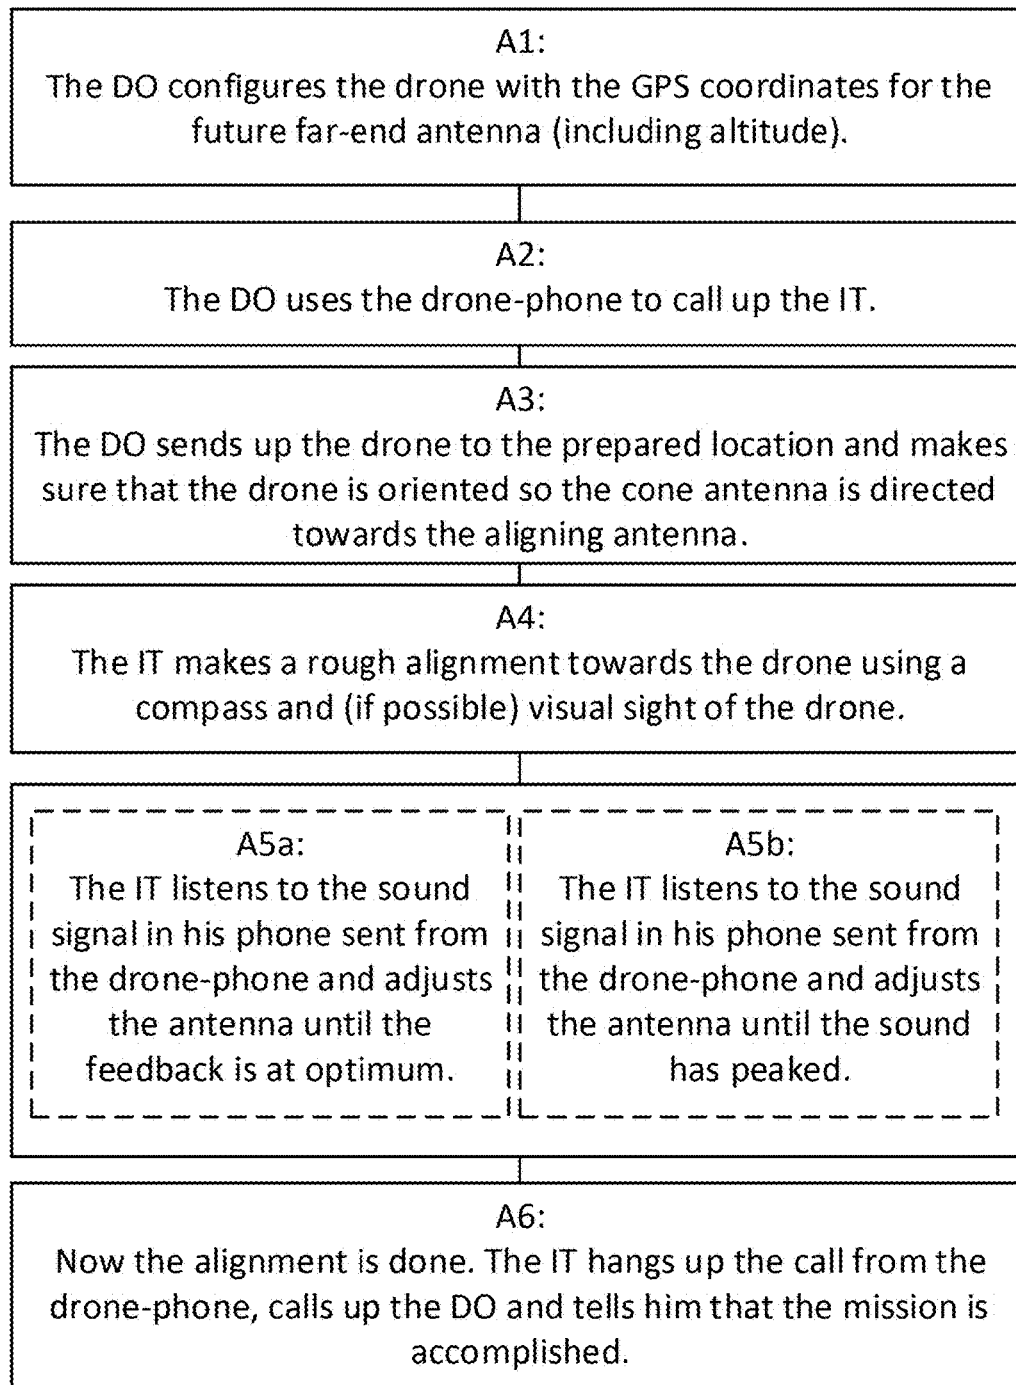 A1:
The DO configures the drone with the GPS coordinates for the
future far-end antenna (including altitude).
A2:
The DO uses the drone-phone to call up the IT.
A3:
The DO sends up the drone to the prepared location and makes
sure that the drone is oriented so the cone antenna is directed
towards the aligning antenna.
A4:
The IT makes a rough alignment towards the drone using a
compass and (if possible) visual sight of the drone.
A5a:
The IT listens to the sound
signal in his phone sent from
the drone-phone and adjusts
the antenna until the
feedback is at optimum.
A5b:
The IT listens to the sound
signal in his phone sent from
the drone-phone and adjusts
the antenna until the sound
has peaked.
A6:
Now the alignment is done. The IT hangs up the call from the
drone-phone, calls up the DO and tells him that the mission is
accomplished.